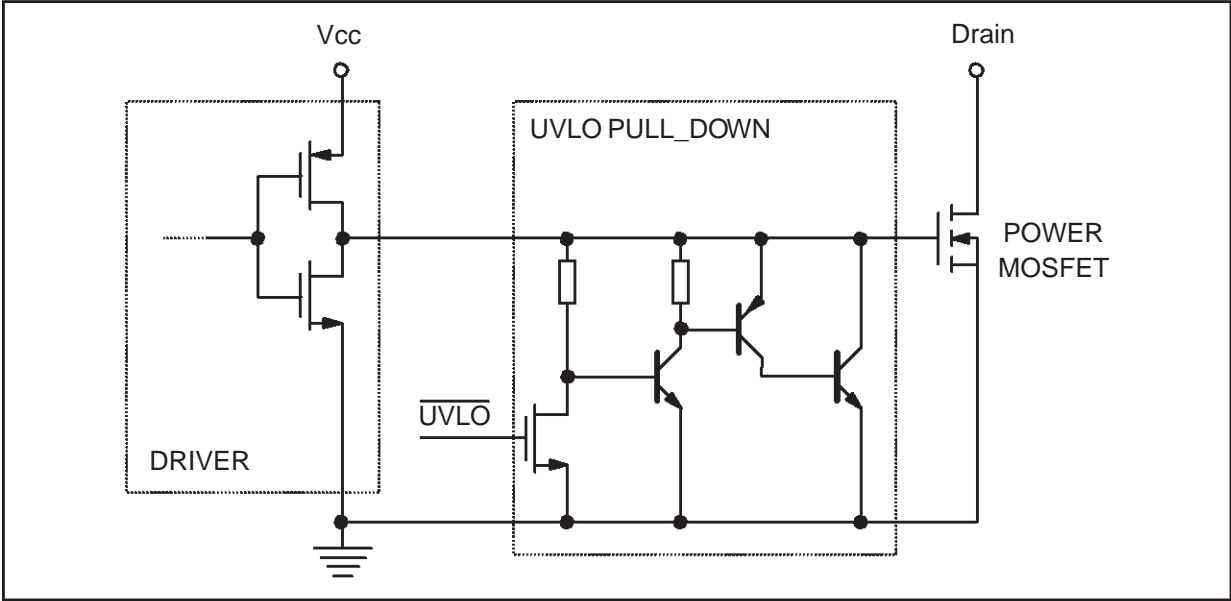 Vcc
Drain
UVLO PULL_DOWN
POWER
MOSFET
UVLO
DRIVER